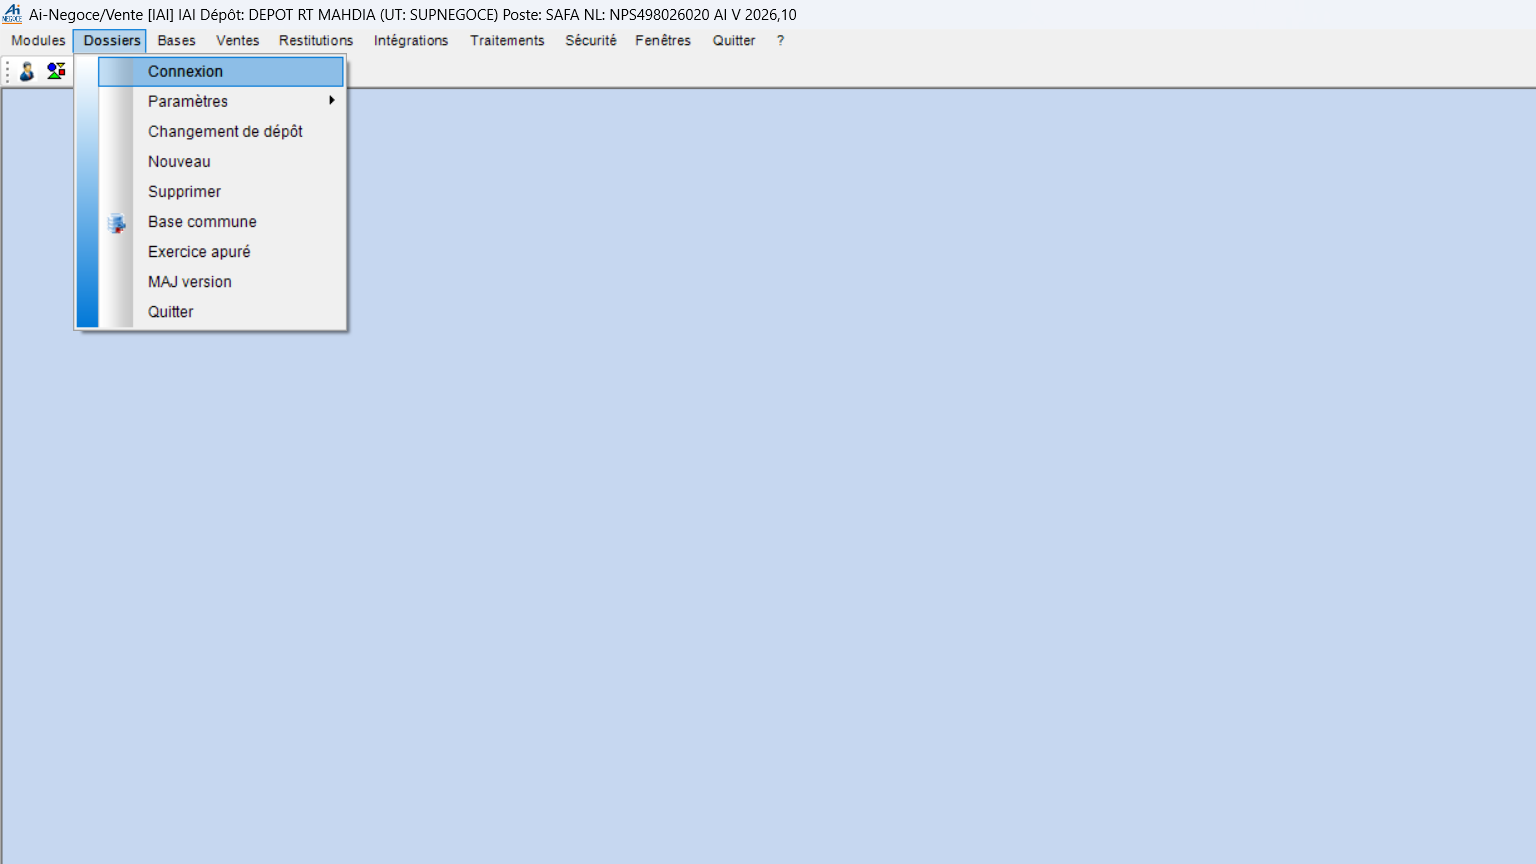 Ai NEGOCE Ai-Negoce/Vente [IAI] IAI Dépôt: DEPOT RT MAHDIA (UT: SUPNEGOCE) Poste: SAFA NL: NPS498026020 AI V 2026,10
Modules Dossiers Bases Ventes Restitutions Intégrations Traitements Sécurité Fenêtres Quitter ?
Connexion
Paramètres
Changement de dépôt
Nouveau
Supprimer
Base commune
Exercice apuré
MAJ version
Quitter